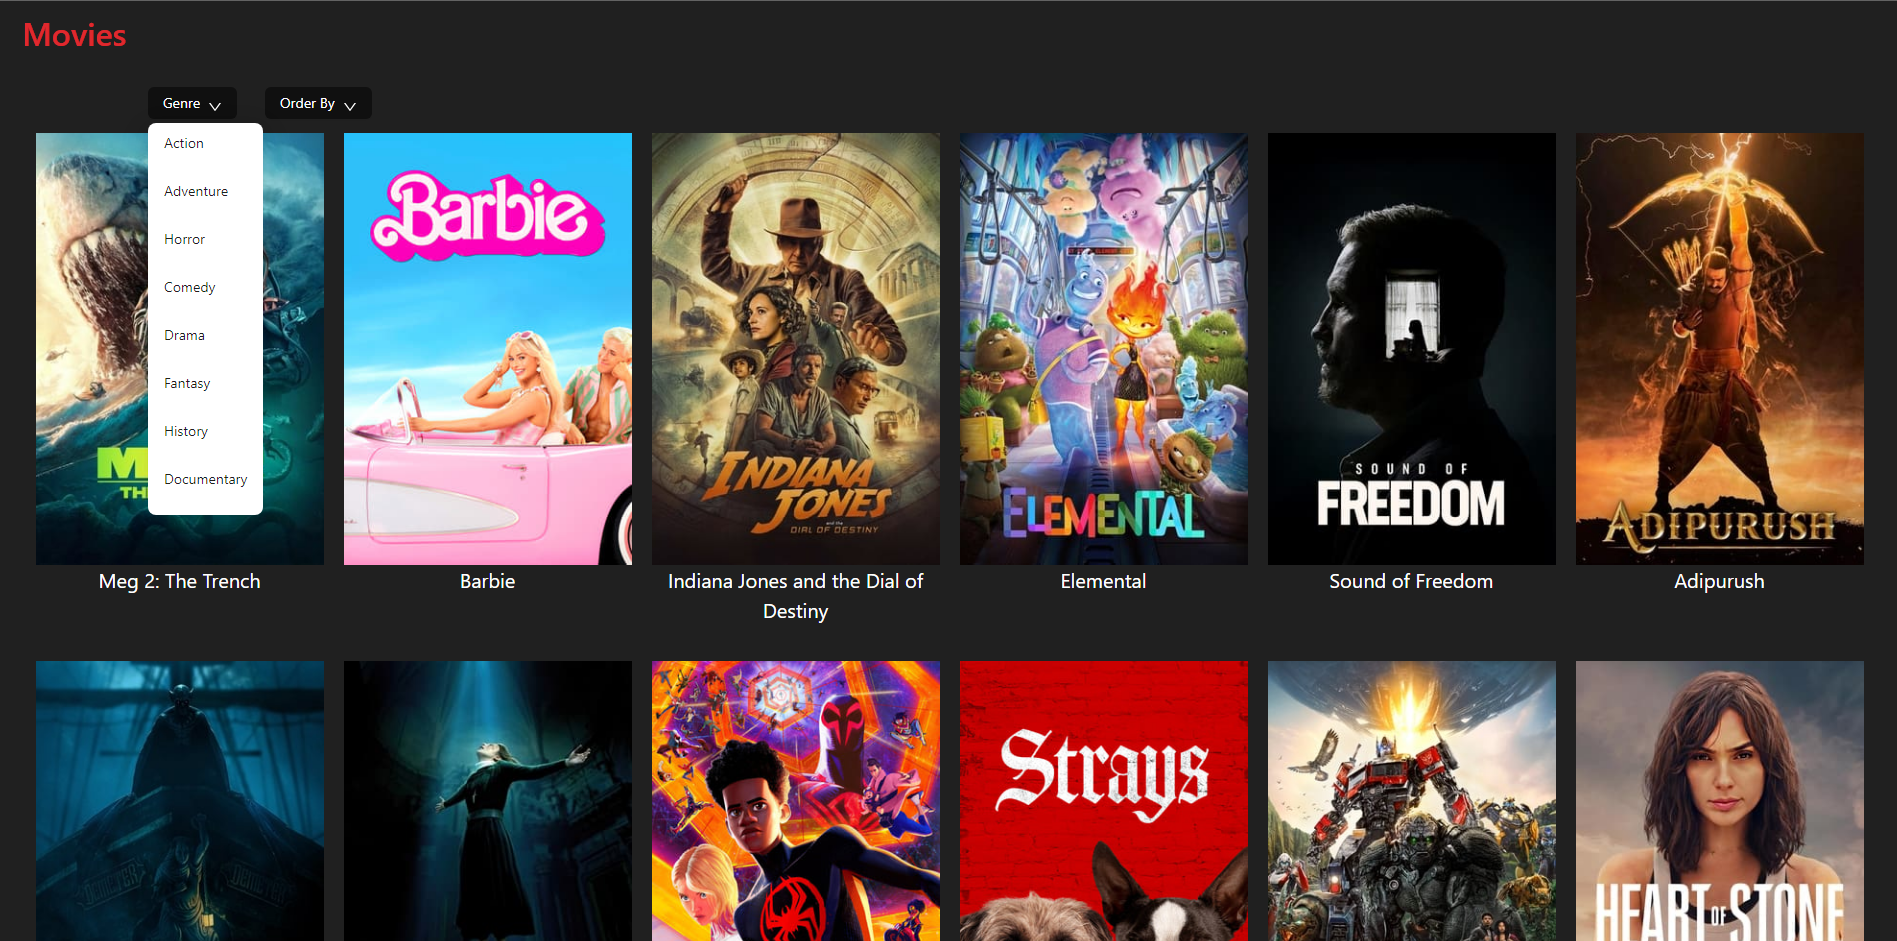 Movies
Genre
Order By
Action
Adventure
Horror
Comedy
Drama
Fantasy
History
Documentary
M
TH
Barbie
INDIANA
JONES
and the
DIAL OF DESTINY
ELEMENTAL
SOUND OF
FREEDOM
ADIPURUSH
Meg 2: The Trench
Barbie
Indiana Jones and the Dial of
Destiny
Elemental
Sound of Freedom
Adipurush
DEMETER
DEMETER
Strays
HEART OF STONE